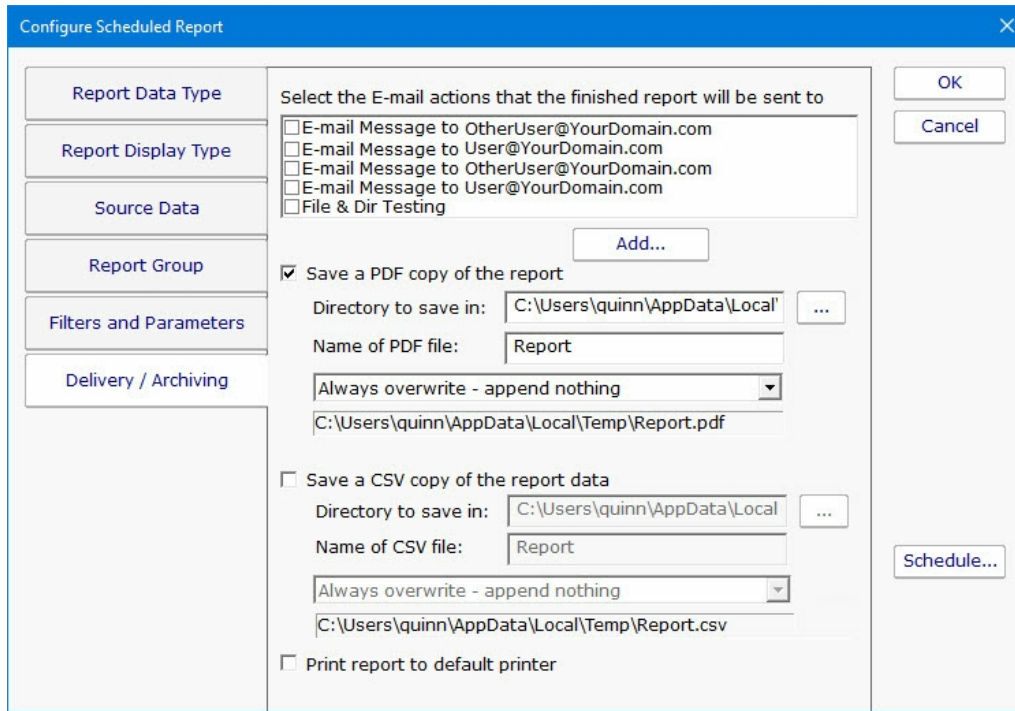 Configure Scheduled Report
Report Data Type
Report Display Type
Source Data
Report Group
Filters and Parameters
Delivery / Archiving
Select the E-mail actions that the finished report will be sent to
E-mail Message to OtherUser@YourDomain.com
E-mail Message to User@YourDomain.com
E-mail Message to OtherUser@YourDomain.com
E-mail Message to User@YourDomain.com
File & Dir Testing
Add...
Save a PDF copy of the report
Directory to save in: C:\Users\quinn\AppData\Local\ ...
Name of PDF file: Report
Always overwrite - append nothing
C:\Users\quinn\AppData\Local\Temp\Report.pdf
Save a CSV copy of the report data
Directory to save in: C:\Users\quinn\AppData\Local ...
Name of CSV file: Report
Always overwrite - append nothing
C:\Users\quinn\AppData\Local\Temp\Report.csv
Print report to default printer
OK
Cancel
Schedule...